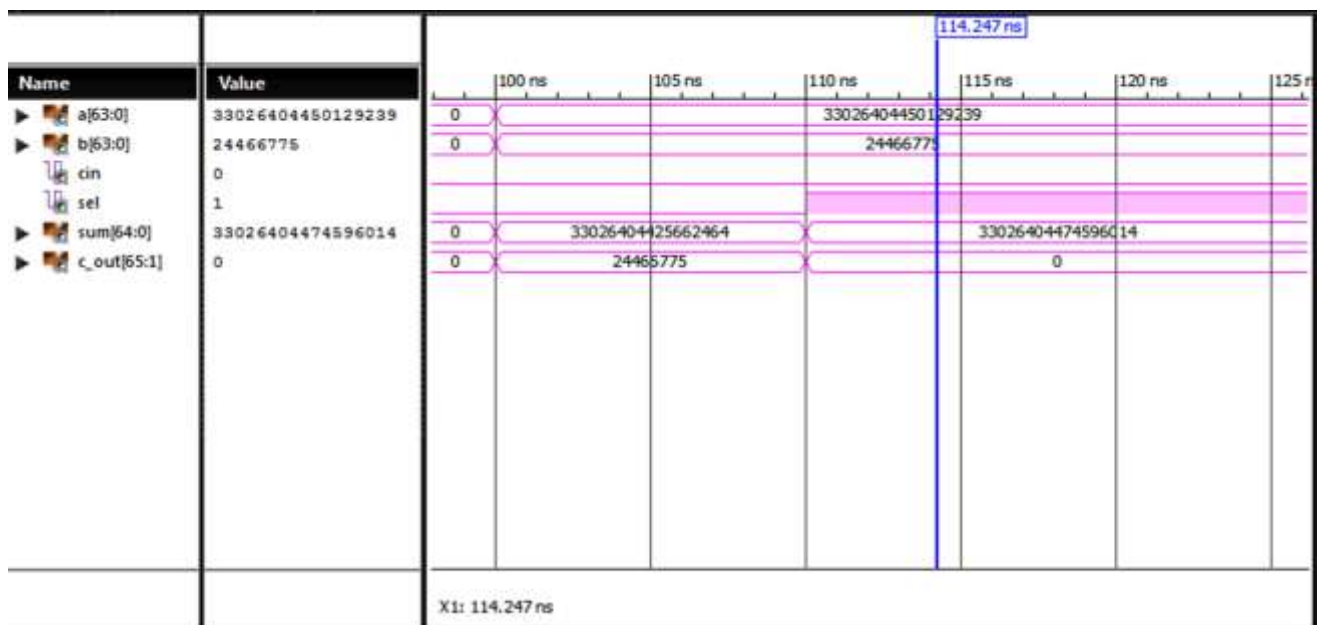 114.247 ns
Name Value 100 ns 105 ns 110 ns 115 ns 120 ns 125 n
a[63:0] 33026404450129239 0 33026404450129239
b[63:0] 24466775 0 24466775
cin 0
sel 1
sum[64:0] 33026404474596014 0 33026404425662464 33026404474596014
c_out[65:1] 0 0 24466775 0
X1: 114.247 ns